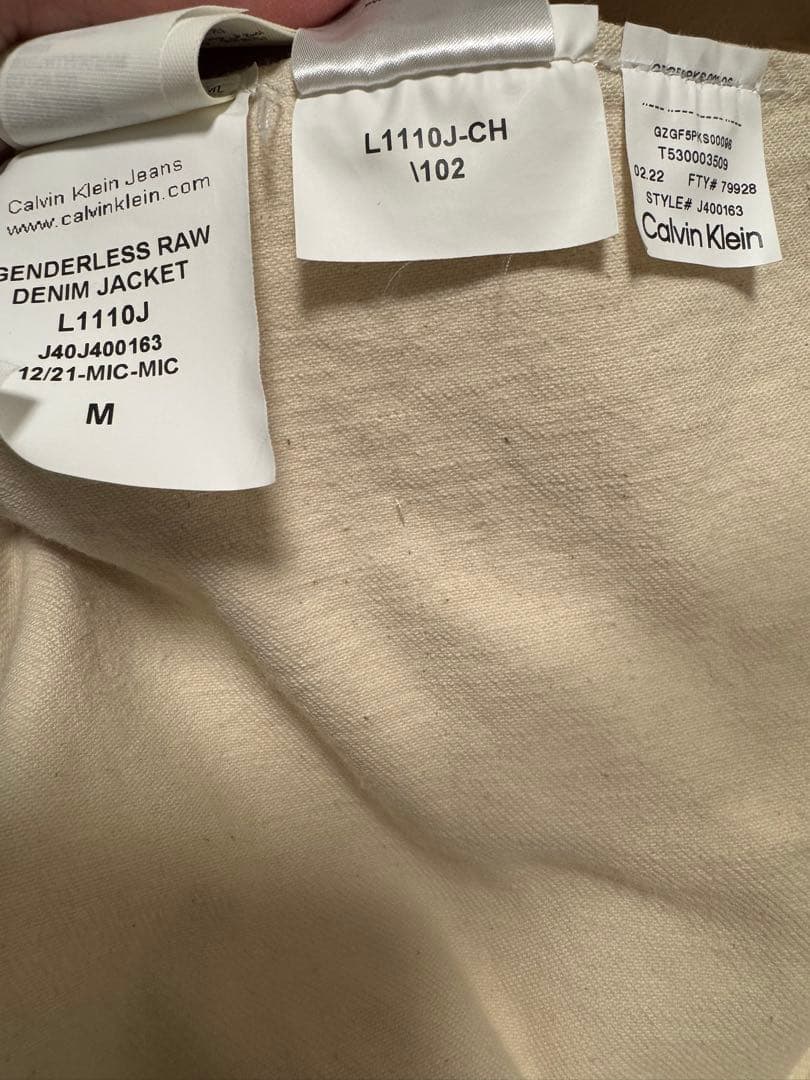 Calvin Klein Jeans
www.calvinklein.com
GENDERLESS RAW
DENIM JACKET
L1110J
J40J400163
12/21-MIC-MIC
M
L1110J-CH
\102
GZGF5PKS00096
T530003509
02.22 FTY# 79928
STYLE# J400163
Calvin Klein